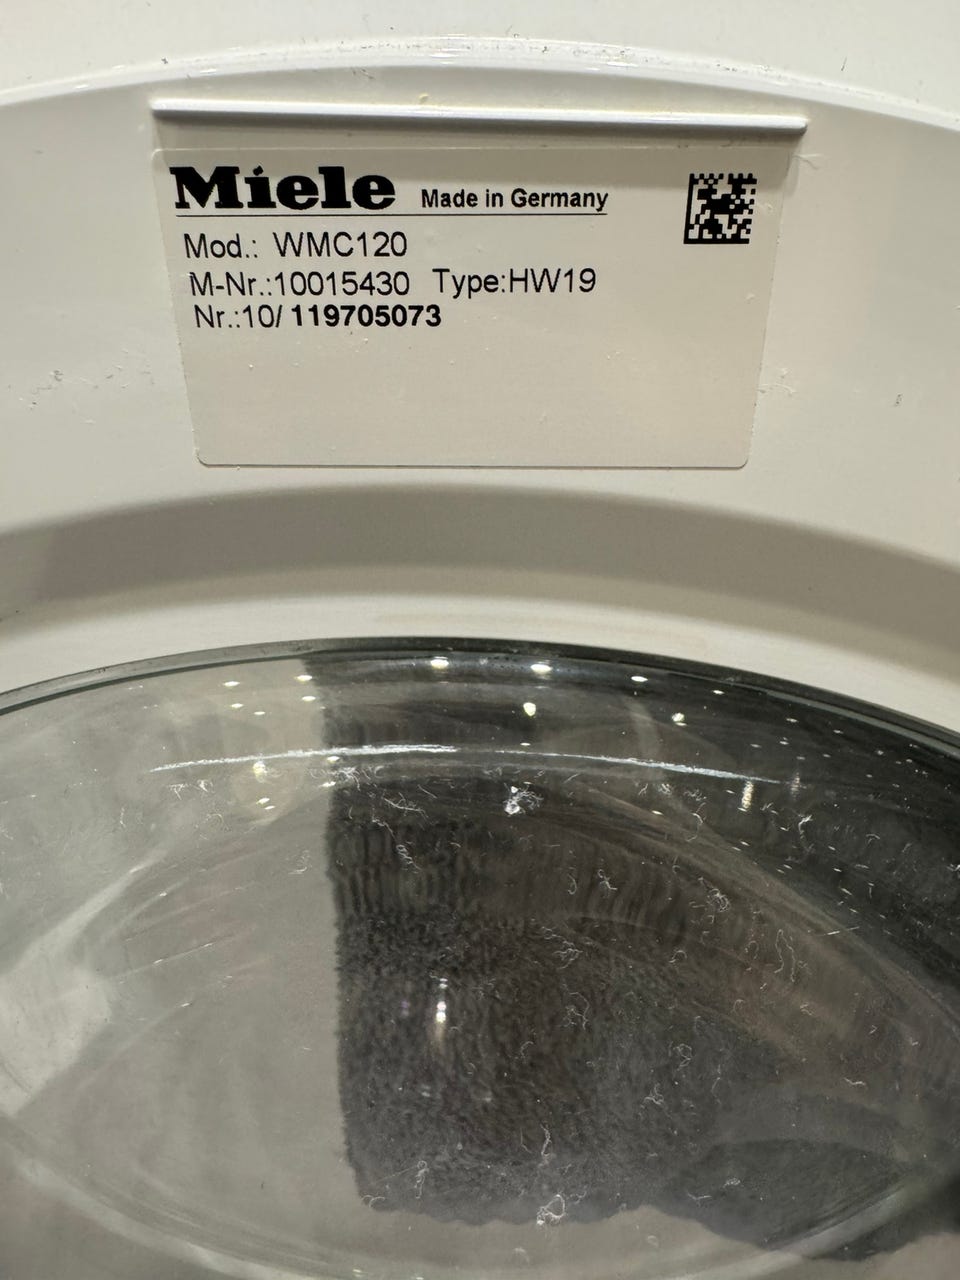 Miele Made in Germany
Mod.: WMC120
M-Nr.:10015430 Type:HW19
Nr.:10/ 119705073